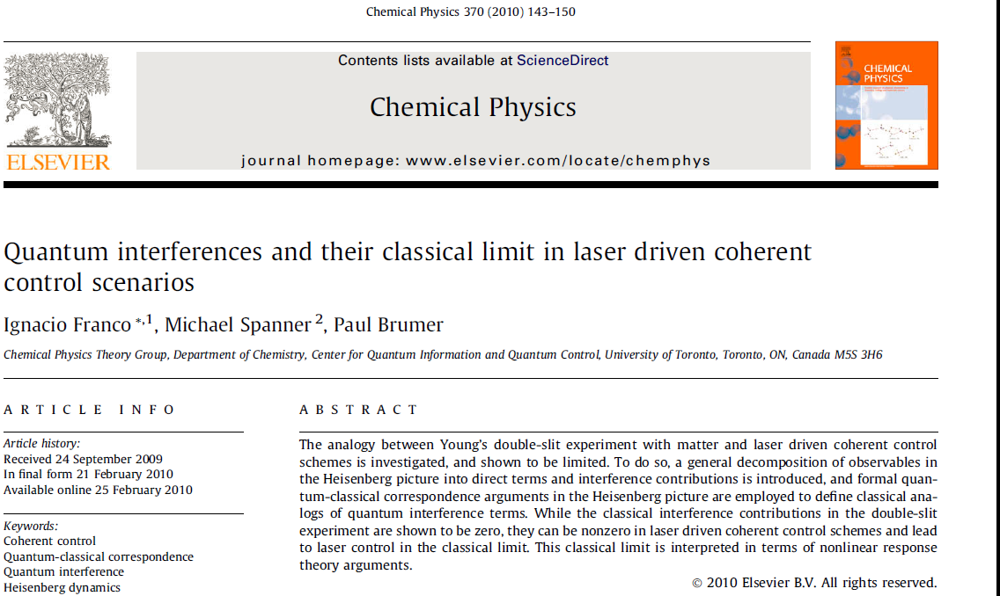 Chemical Physics 370 (2010) 143–150
Contents lists available at ScienceDirect
Chemical Physics
journal homepage: www.elsevier.com/locate/chemphys
ELSEVIER
CHEMICAL
PHYSICS
Quantum interferences and their classical limit in laser driven coherent
control scenarios
Ignacio Franco *,1, Michael Spanner 2, Paul Brumer
Chemical Physics Theory Group, Department of Chemistry, Center for Quantum Information and Quantum Control, University of Toronto, Toronto, ON, Canada M5S 3H6
ARTICLE INFO
Article history:
Received 24 September 2009
In final form 21 February 2010
Available online 25 February 2010
Keywords:
Coherent control
Quantum-classical correspondence
Quantum interference
Heisenberg dynamics
ABSTRACT
The analogy between Young's double-slit experiment with matter and laser driven coherent control
schemes is investigated, and shown to be limited. To do so, a general decomposition of observables in
the Heisenberg picture into direct terms and interference contributions is introduced, and formal quan-
tum-classical correspondence arguments in the Heisenberg picture are employed to define classical ana-
logs of quantum interference terms. While the classical interference contributions in the double-slit
experiment are shown to be zero, they can be nonzero in laser driven coherent control schemes and lead
to laser control in the classical limit. This classical limit is interpreted in terms of nonlinear response
theory arguments.
© 2010 Elsevier B.V. All rights reserved.